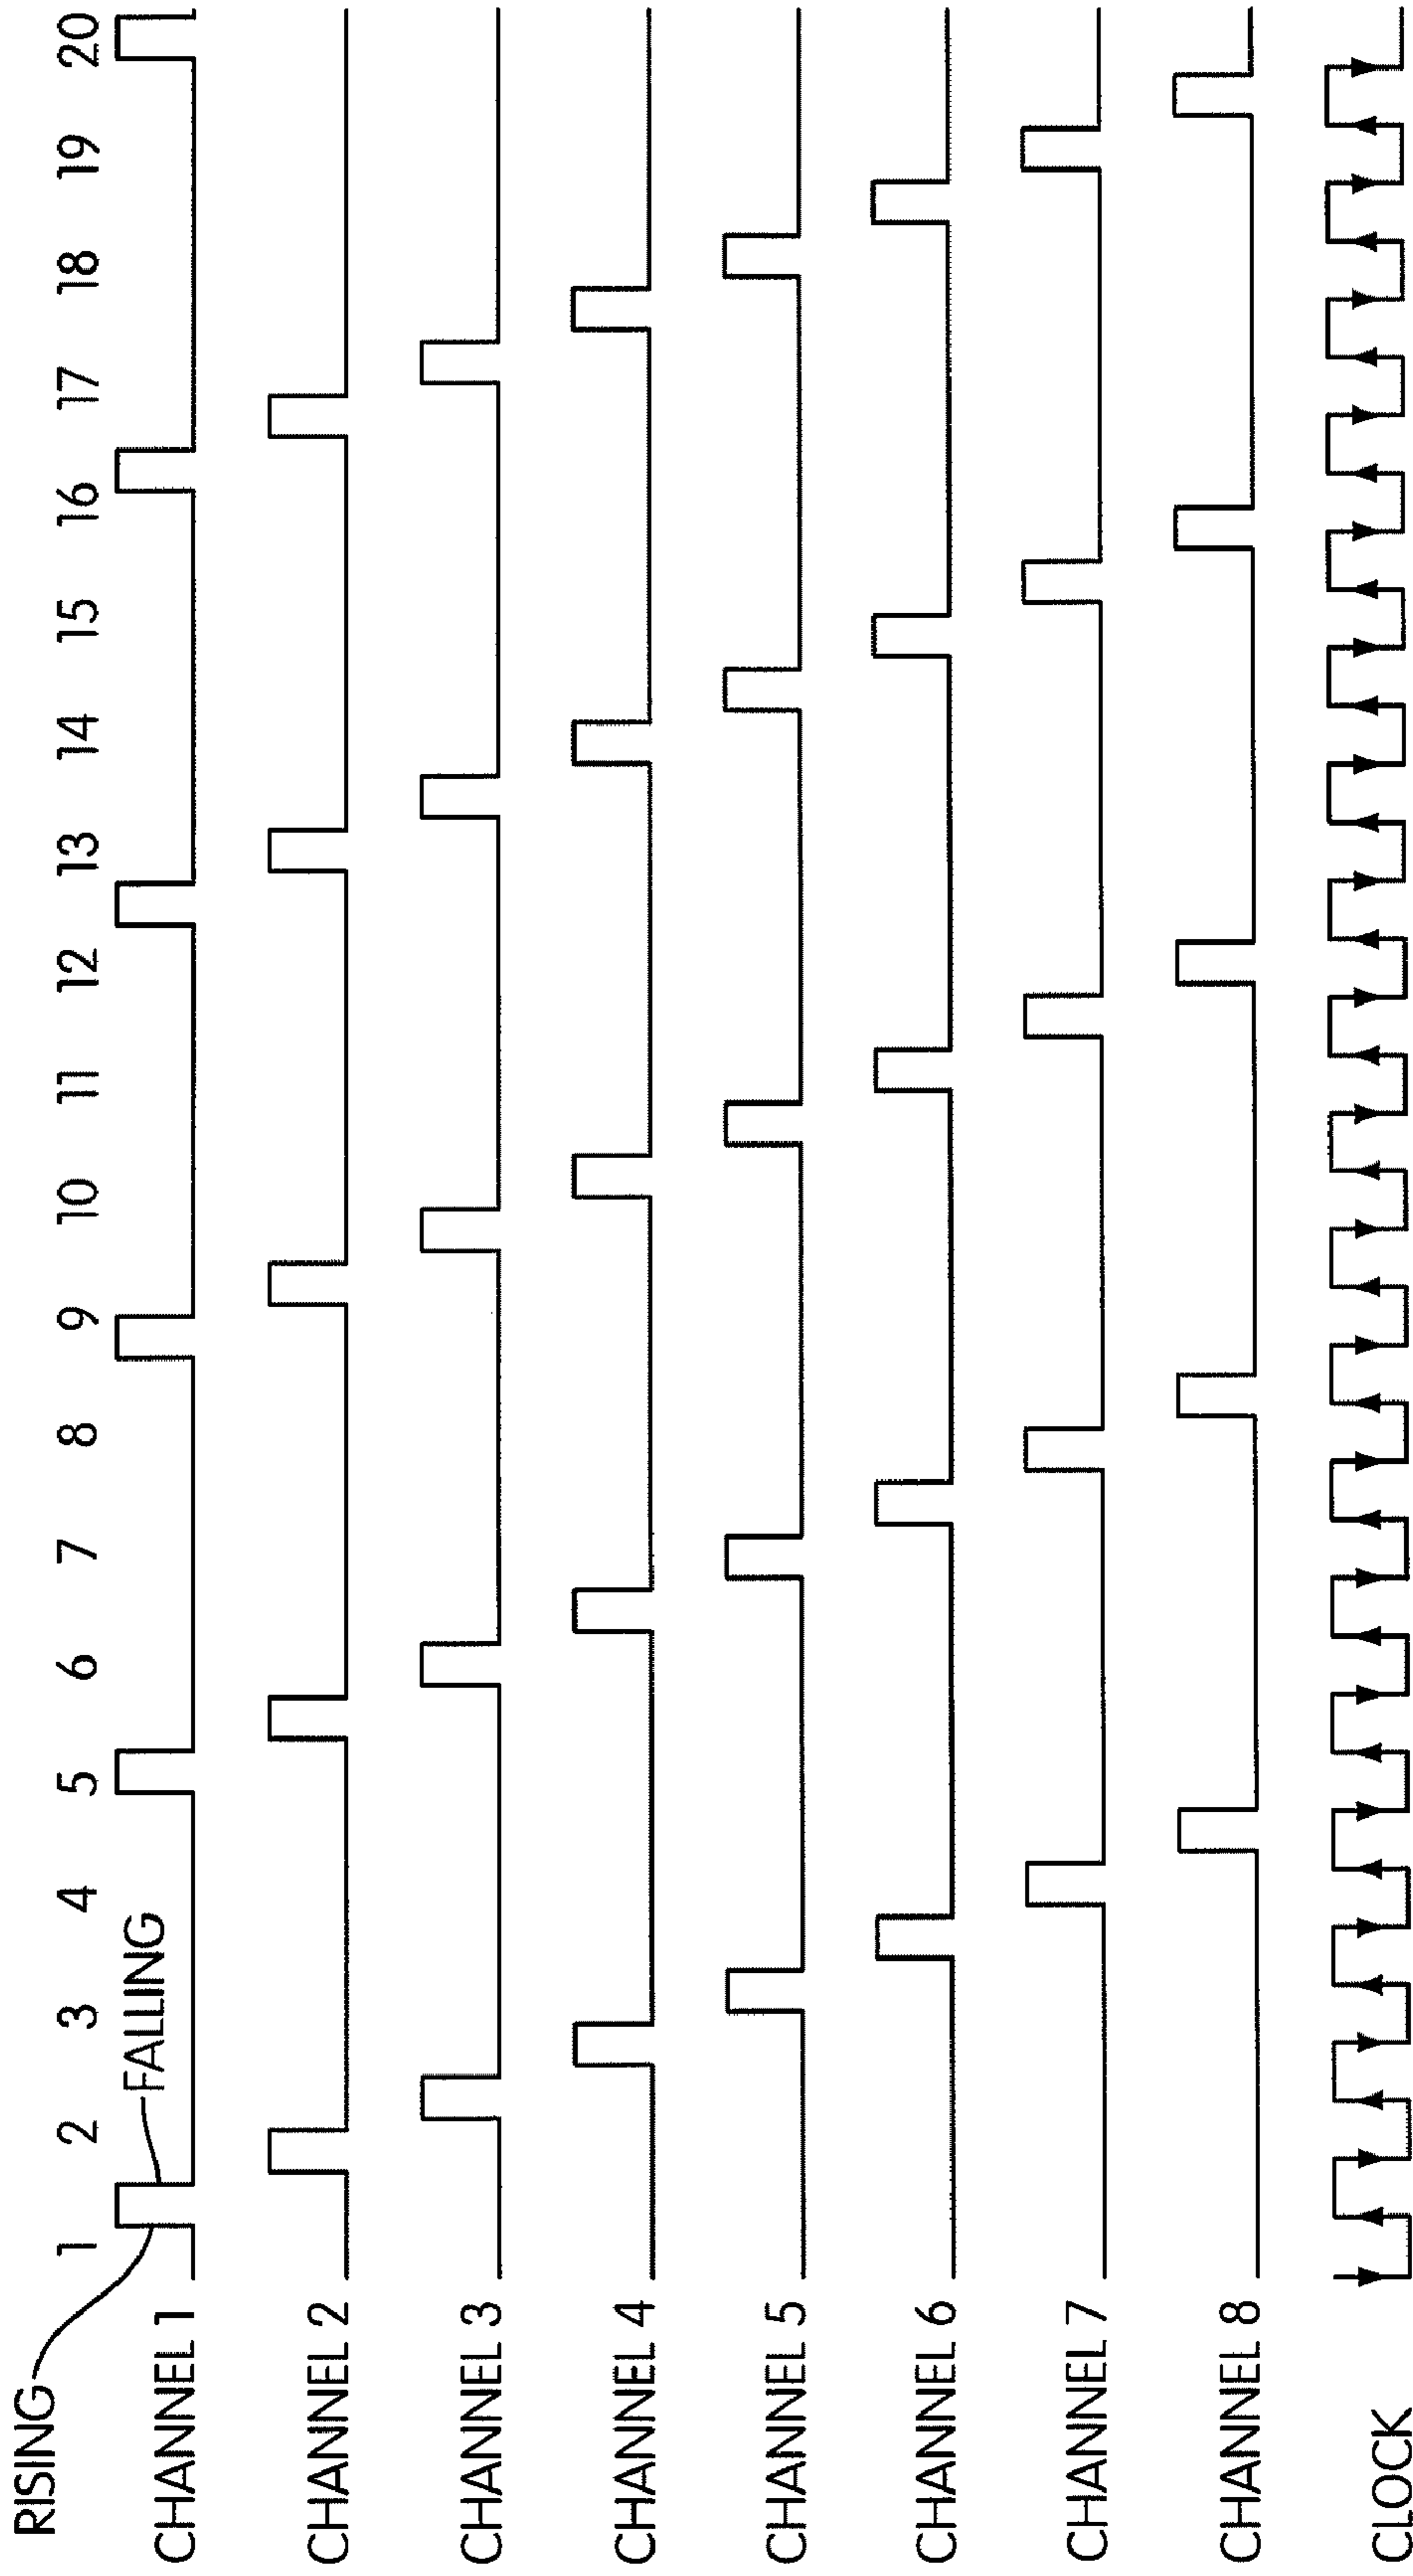 RISING
1 2 3 4 5 6 7 8 9 10 11 12 13 14 15 16 17 18 19 20
FALLING
CHANNEL 1
CHANNEL 2
CHANNEL 3
CHANNEL 4
CHANNEL 5
CHANNEL 6
CHANNEL 7
CHANNEL 8
CLOCK